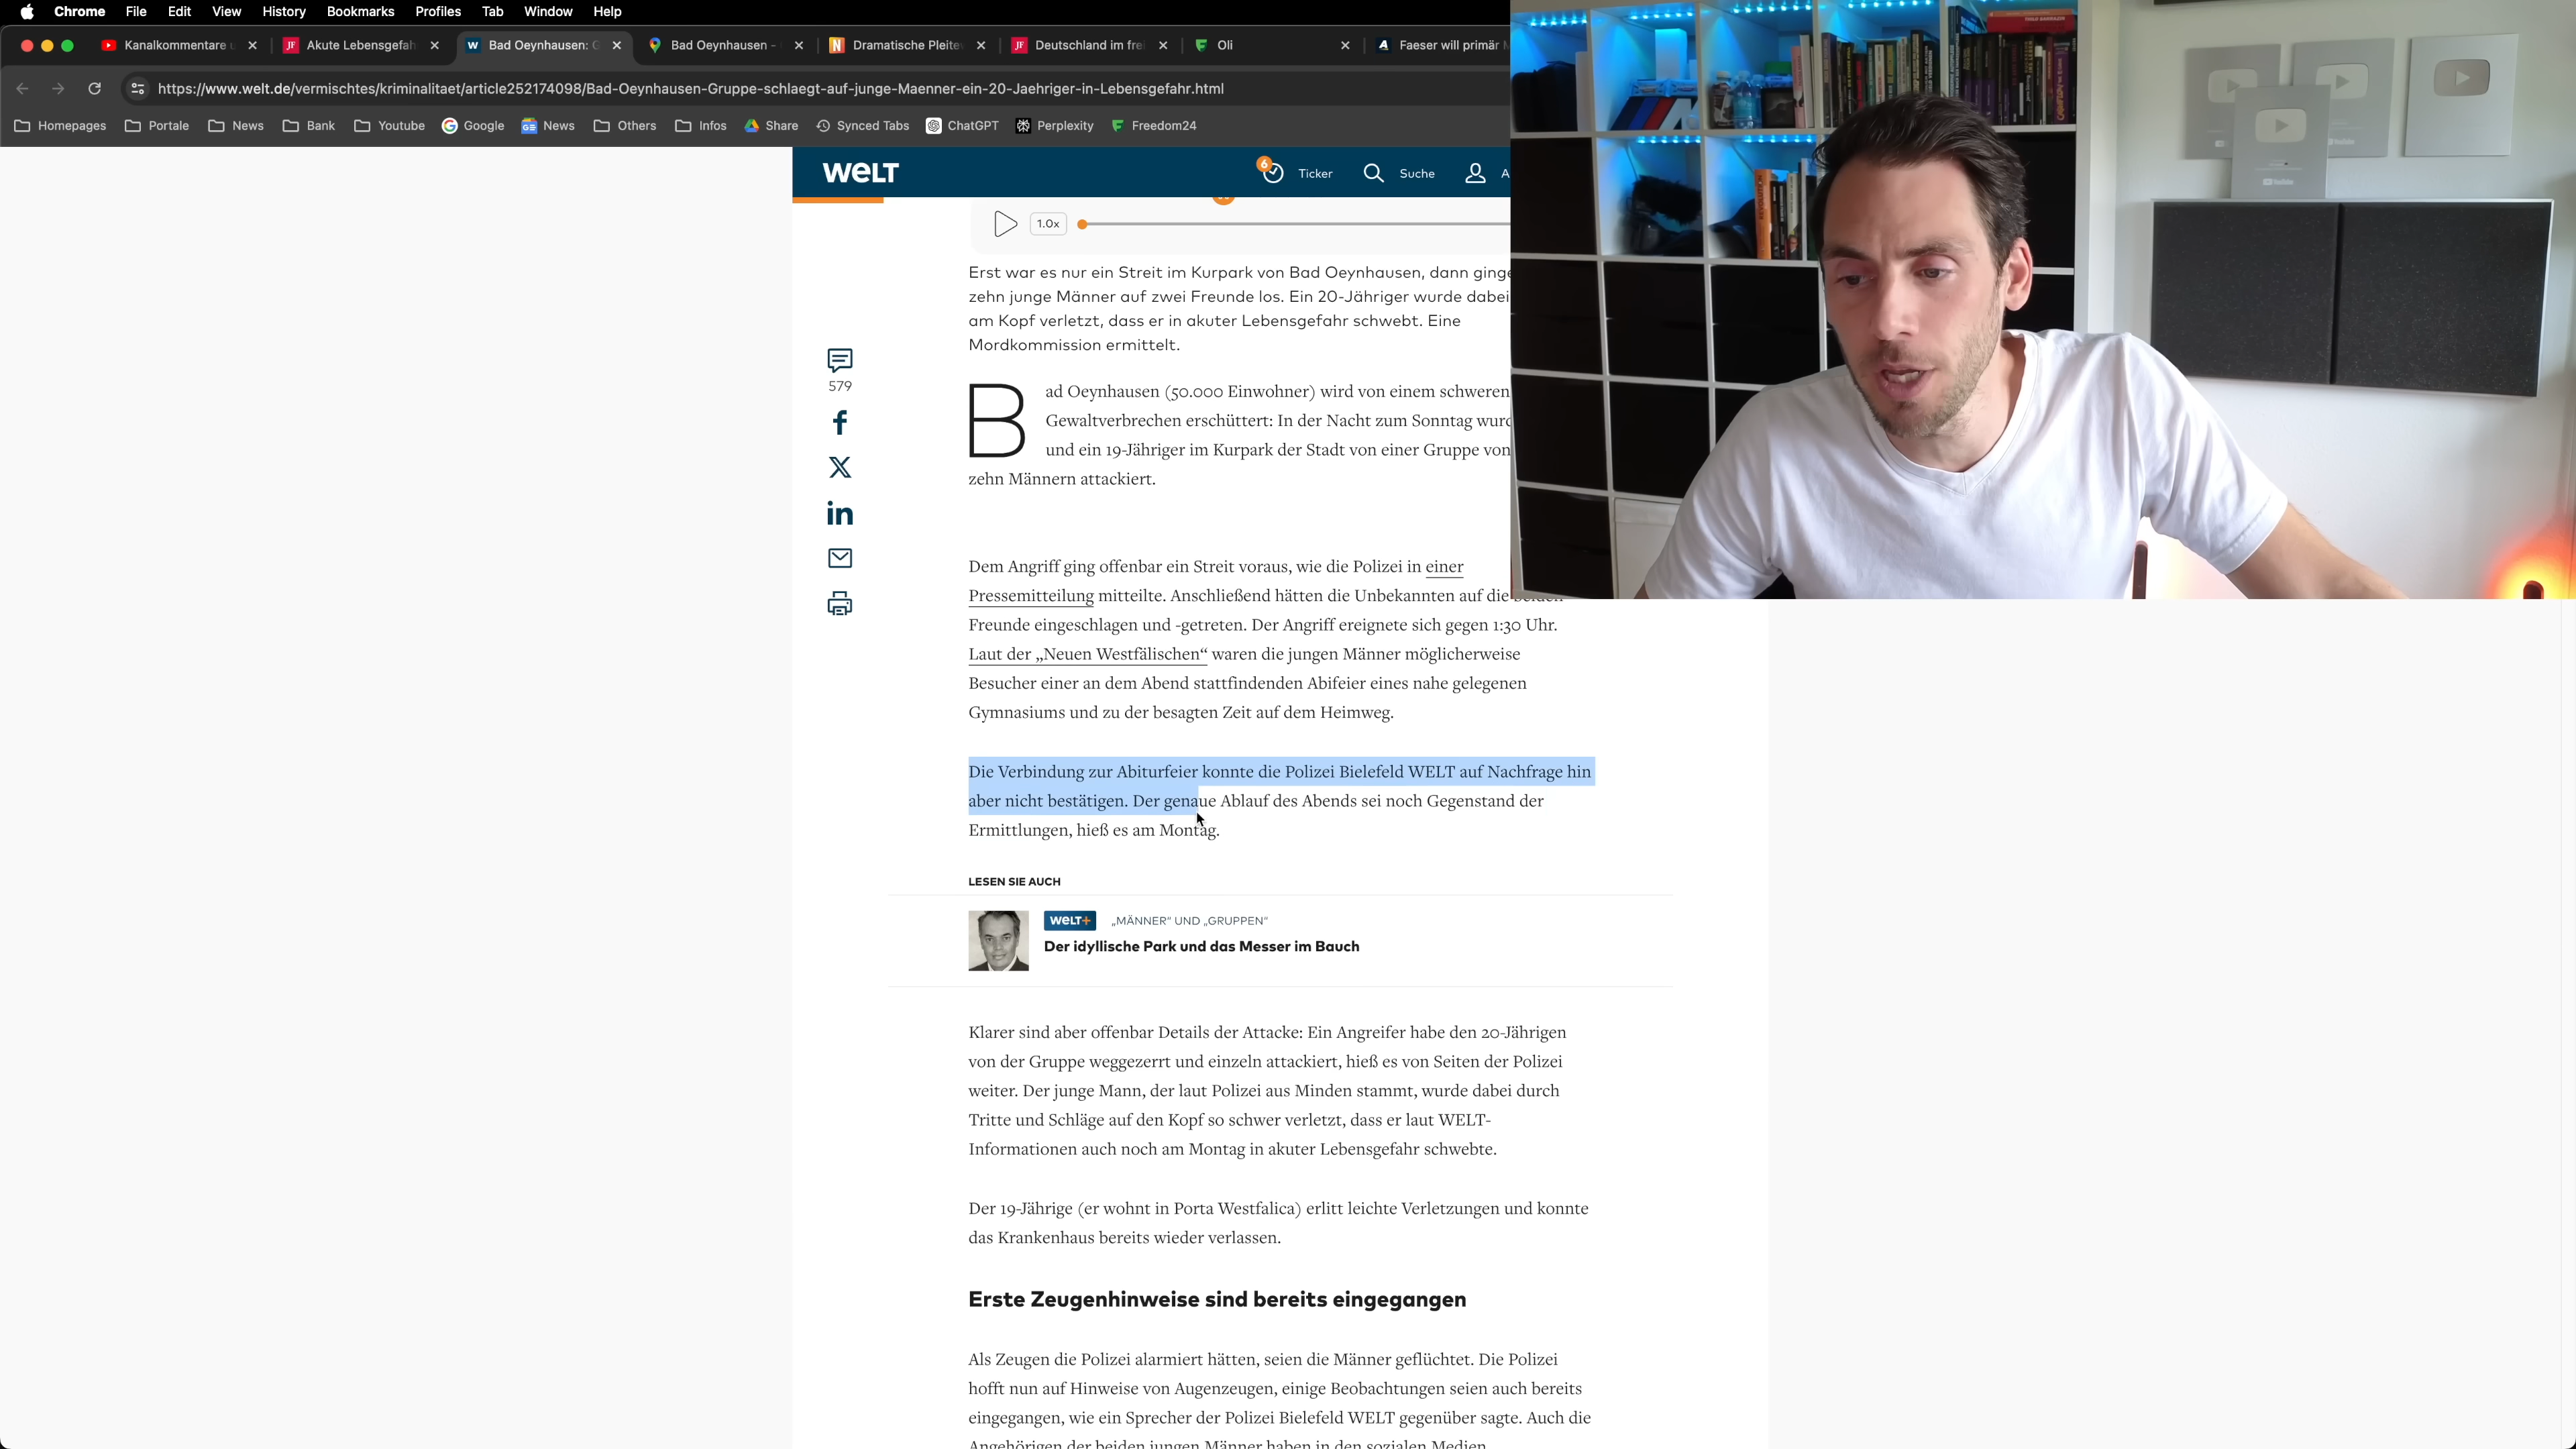 Chrome File Edit View History Bookmarks Profiles Tab Window Help
Kanalkommentare
JF Akute Lebensgefah
W Bad Oeynhausen: G
Bad Oeynhausen -
N Dramatische Pleite
JF Deutschland im fre
Oli
A Faeser will primär
https://www.welt.de/vermischtes/kriminalitaet/article252174098/Bad-Oeynhausen-Gruppe-schlaegt-auf-junge-Maenner-ein-20-Jaehriger-in-Lebensgefahr.html
Homepages Portale News Bank Youtube Google News Others Infos Share Synced Tabs ChatGPT Perplexity Freedom24
WELT
6 Ticker Suche A
1.0x
Erst war es nur ein Streit im Kurpark von Bad Oeynhausen, dann ginge
zehn junge Männer auf zwei Freunde los. Ein 20-Jähriger wurde dabei
am Kopf verletzt, dass er in akuter Lebensgefahr schwebt. Eine
Mordkommission ermittelt.
579
Bad Oeynhausen (50.000 Einwohner) wird von einem schweren
Gewaltverbrechen erschüttert: In der Nacht zum Sonntag wurd
und ein 19-Jähriger im Kurpark der Stadt von einer Gruppe von
zehn Männern attackiert.
Dem Angriff ging offenbar ein Streit voraus, wie die Polizei in einer
Pressemitteilung mitteilte. Anschließend hätten die Unbekannten auf die beiden
Freunde eingeschlagen und -getreten. Der Angriff ereignete sich gegen 1:30 Uhr.
Laut der „Neuen Westfälischen“ waren die jungen Männer möglicherweise
Besucher einer an dem Abend stattfindenden Abifeier eines nahe gelegenen
Gymnasiums und zu der besagten Zeit auf dem Heimweg.
Die Verbindung zur Abiturfeier konnte die Polizei Bielefeld WELT auf Nachfrage hin
aber nicht bestätigen. Der genaue Ablauf des Abends sei noch Gegenstand der
Ermittlungen, hieß es am Montag.
LESEN SIE AUCH
WELT+ „MÄNNER“ UND „GRUPPEN“
Der idyllische Park und das Messer im Bauch
Klarer sind aber offenbar Details der Attacke: Ein Angreifer habe den 20-Jährigen
von der Gruppe weggezerrt und einzeln attackiert, hieß es von Seiten der Polizei
weiter. Der junge Mann, der laut Polizei aus Minden stammt, wurde dabei durch
Tritte und Schläge auf den Kopf so schwer verletzt, dass er laut WELT-
Informationen auch noch am Montag in akuter Lebensgefahr schwebte.
Der 19-Jährige (er wohnt in Porta Westfalica) erlitt leichte Verletzungen und konnte
das Krankenhaus bereits wieder verlassen.
Erste Zeugenhinweise sind bereits eingegangen
Als Zeugen die Polizei alarmiert hätten, seien die Männer geflüchtet. Die Polizei
hofft nun auf Hinweise von Augenzeugen, einige Beobachtungen seien auch bereits
eingegangen, wie ein Sprecher der Polizei Bielefeld WELT gegenüber sagte. Auch die
Angehörigen der beiden jungen Männer haben in den sozialen Medien